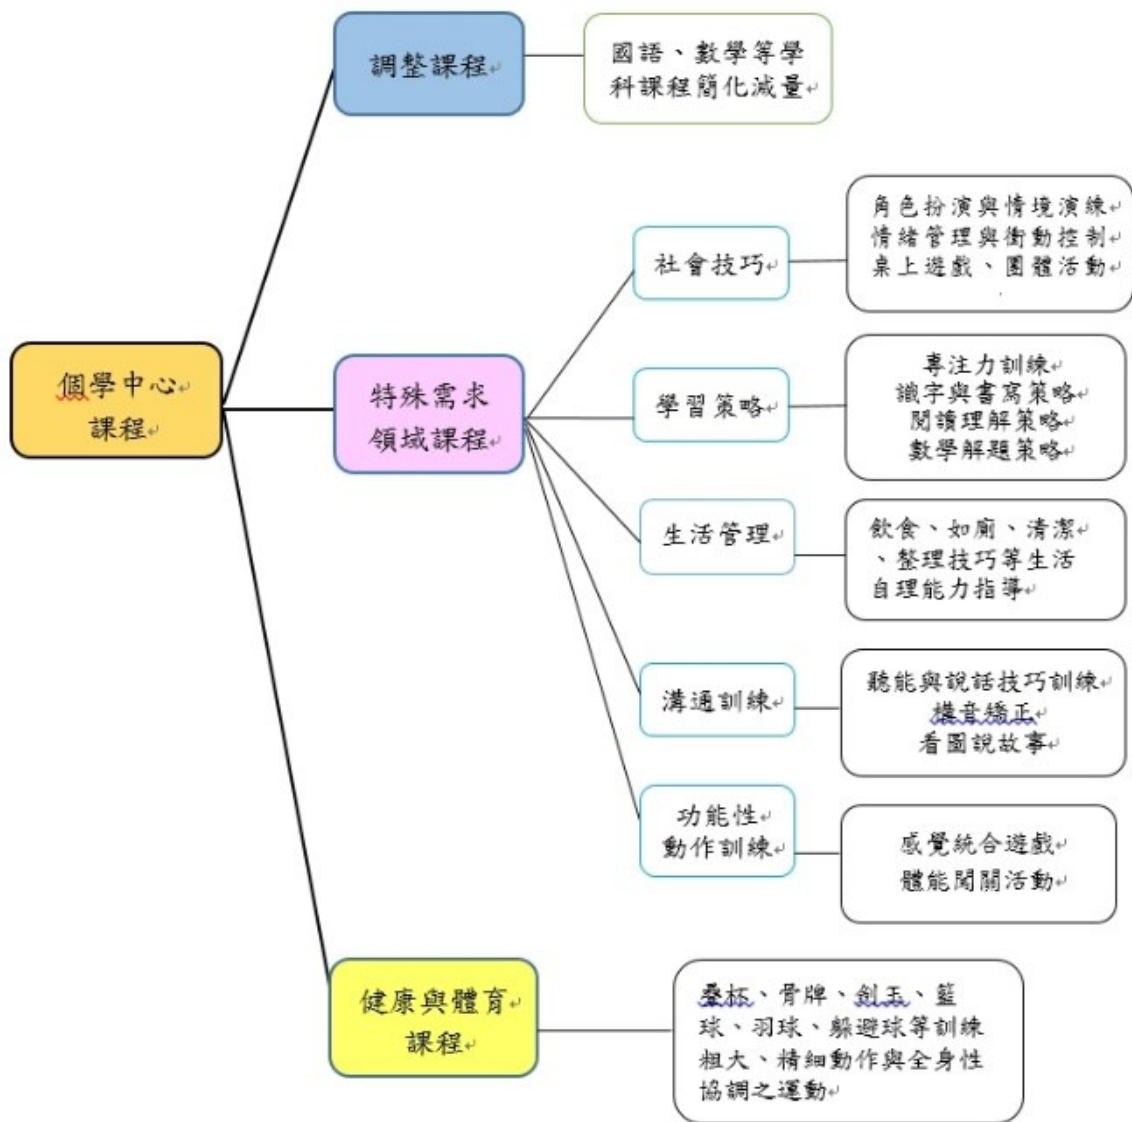 調整課程
國語、數學等學
科課程簡化減量
個學中心
課程
特殊需求
領域課程
社會技巧
角色扮演與情境演練
情緒管理與衝動控制
桌上遊戲、團體活動
學習策略
專注力訓練
識字與書寫策略
閱讀理解策略
數學解題策略
生活管理
飲食、如廁、清潔
、整理技巧等生活
自理能力指導
溝通訓練
聽能與說話技巧訓練
構音矯正
看圖說故事
功能性
動作訓練
感覺統合遊戲
體能闖關活動
健康與體育
課程
疊杯、骨牌、劍玉、籃
球、羽球、躲避球等訓練
粗大、精細動作與全身性
協調之運動